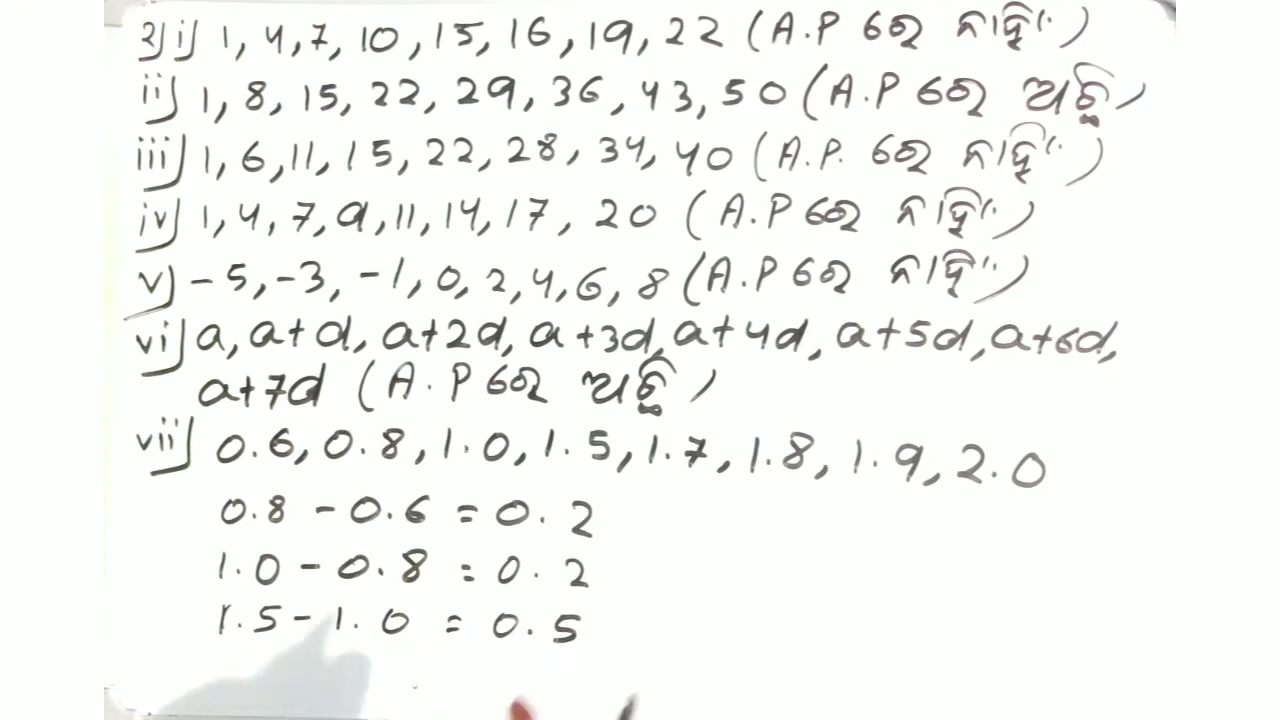 2) i) 1, 4, 7, 10, 15, 16, 19, 22 (A.P ରେ ନାହିଁ)
ii) 1, 8, 15, 22, 29, 36, 43, 50 (A.P ରେ ଅଛି)
iii) 1, 6, 11, 15, 22, 28, 34, 40 (A.P. ରେ ନାହିଁ)
iv) 1, 4, 7, 9, 11, 14, 17, 20 (A.P ରେ ନାହିଁ)
v) -5, -3, -1, 0, 2, 4, 6, 8 (A.P ରେ ନାହିଁ)
vi) a, a+d, a+2d, a+3d, a+4d, a+5d, a+6d,
a+7d (A.P ରେ ଅଛି)
vii) 0.6, 0.8, 1.0, 1.5, 1.7, 1.8, 1.9, 2.0
0.8 - 0.6 = 0.2
1.0 - 0.8 = 0.2
1.5 - 1.0 = 0.5